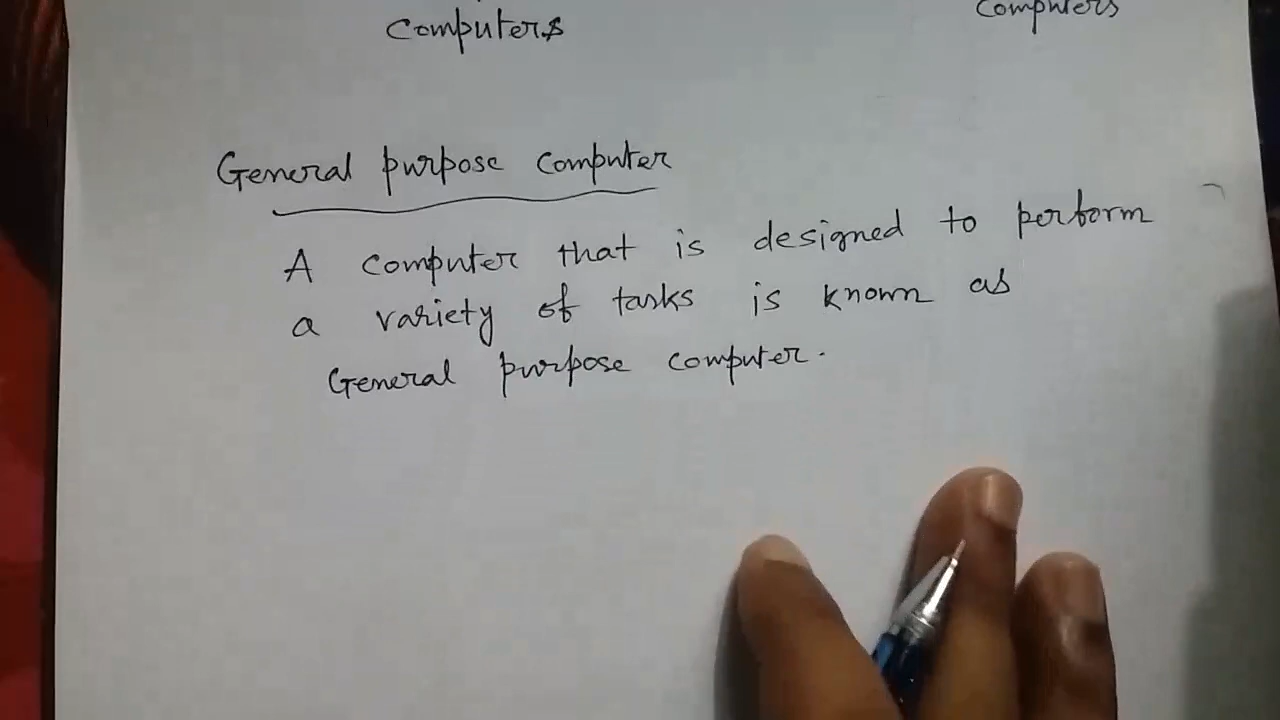 Computers
Computers
General purpose computer
A computer that is designed to perform
a variety of tasks is known as
General purpose computer.